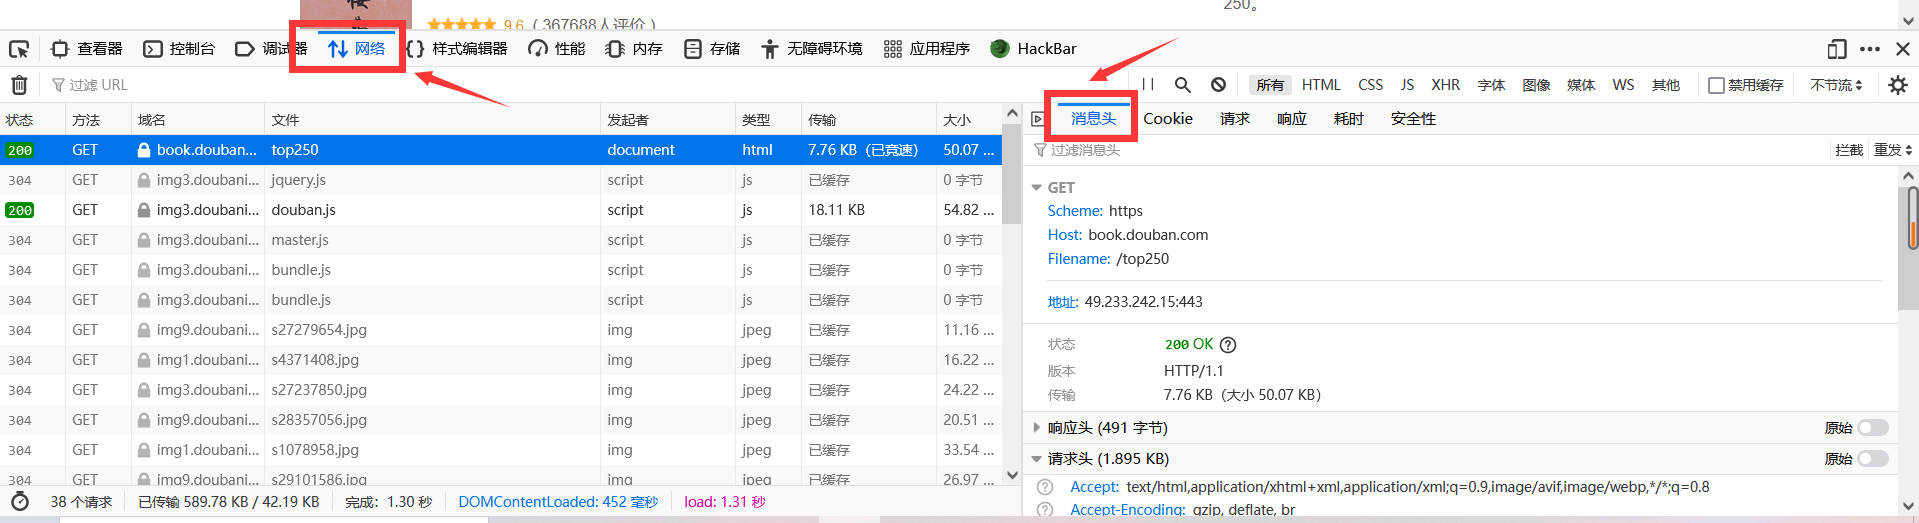 楼
9.6 ( 367688人评价 )
250。
查看器 控制台 调试器 网络 样式编辑器 性能 内存 存储 无障碍环境 应用程序 HackBar
过滤 URL
所有 HTML CSS JS XHR 字体 图像 媒体 WS 其他 禁用缓存 不节流
状态 方法 域名 文件 发起者 类型 传输 大小
200 GET book.douban... top250 document html 7.76 KB (已竞速) 50.07 ...
304 GET img3.doubani... jquery.js script js 已缓存 0 字节
200 GET img3.doubani... douban.js script js 18.11 KB 54.82 ...
304 GET img3.doubani... master.js script js 已缓存 0 字节
304 GET img3.doubani... bundle.js script js 已缓存 0 字节
304 GET img3.doubani... bundle.js script js 已缓存 0 字节
304 GET img9.doubani... s27279654.jpg img jpeg 已缓存 11.16 ...
304 GET img1.doubani... s4371408.jpg img jpeg 已缓存 16.22 ...
304 GET img3.doubani... s27237850.jpg img jpeg 已缓存 24.22 ...
304 GET img9.doubani... s28357056.jpg img jpeg 已缓存 20.51 ...
304 GET img1.doubani... s1078958.jpg img jpeg 已缓存 33.54 ...
304 GET img9.doubani... s29101586.jpg img jpeg 已缓存 26.97 ...
38 个请求 已传输 589.78 KB / 42.19 KB 完成：1.30 秒 DOMContentLoaded: 452 毫秒 load: 1.31 秒
消息头 Cookie 请求 响应 耗时 安全性
过滤消息头 拦截 重发
GET
Scheme: https
Host: book.douban.com
Filename: /top250
地址: 49.233.242.15:443
状态 200 OK
版本 HTTP/1.1
传输 7.76 KB (大小 50.07 KB)
响应头 (491 字节) 原始
请求头 (1.895 KB) 原始
Accept: text/html,application/xhtml+xml,application/xml;q=0.9,image/avif,image/webp,*/*;q=0.8
Accept-Encoding: gzip, deflate, br